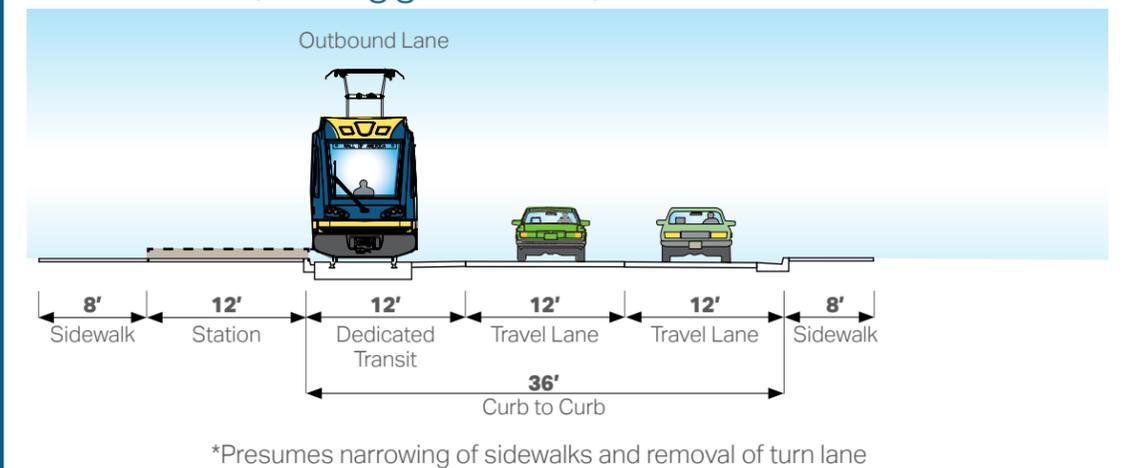 Outbound Lane
8′ 12′ 12′ 12′ 12′ 8′
Sidewalk Station Dedicated Transit Travel Lane Travel Lane Sidewalk
36′
Curb to Curb
*Presumes narrowing of sidewalks and removal of turn lane